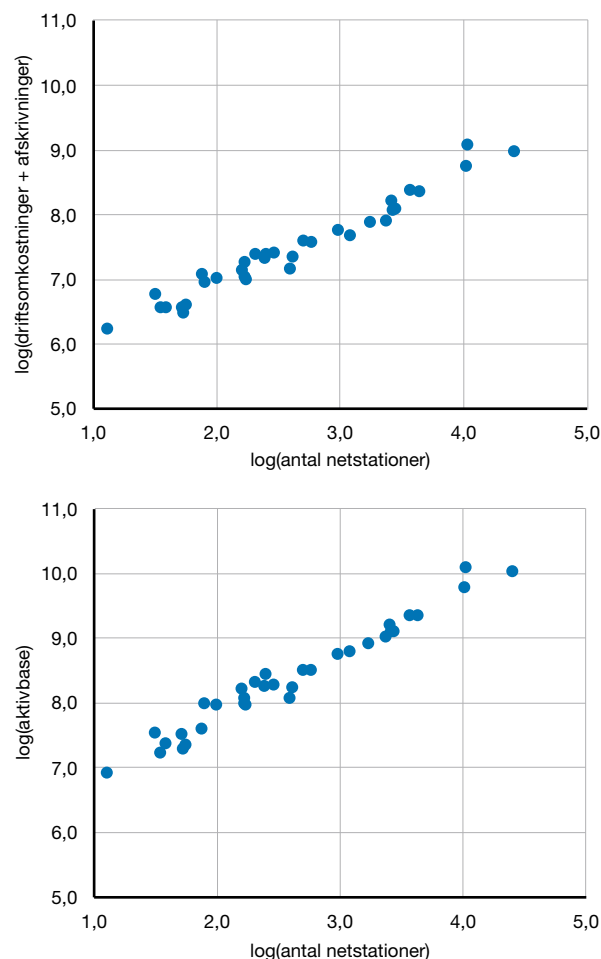 log(driftsomkostninger + afskrivninger)
11,0
10,0
9,0
8,0
7,0
6,0
5,0
1,0 2,0 3,0 4,0 5,0
log(antal netstationer)
log(aktivbase)
11,0
10,0
9,0
8,0
7,0
6,0
5,0
1,0 2,0 3,0 4,0 5,0
log(antal netstationer)